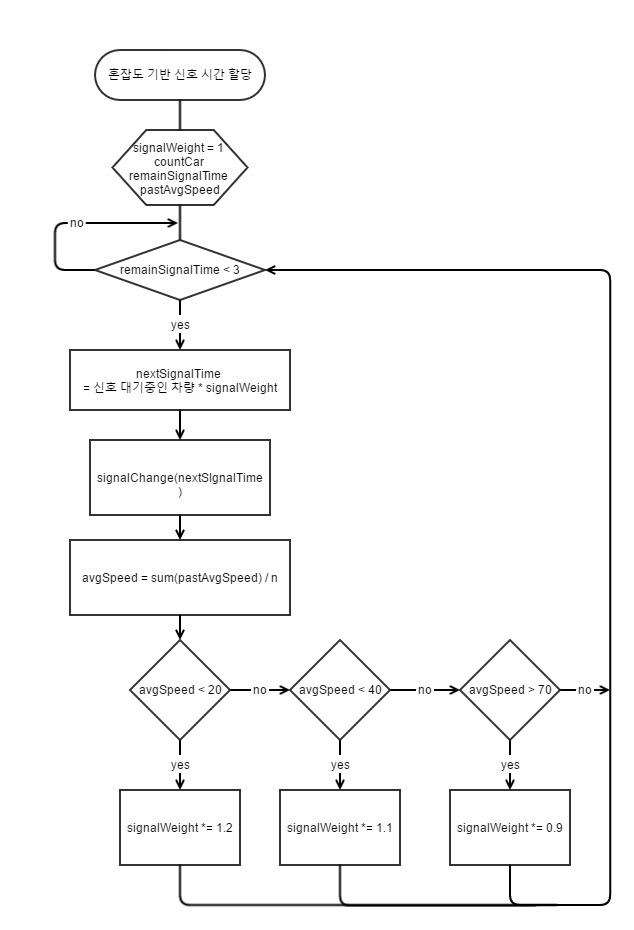 혼잡도 기반 신호 시간 할당
signalWeight = 1
countCar
remainSignalTime
pastAvgSpeed
no
remainSignalTime < 3
yes
nextSignalTime
= 신호 대기중인 차량 * signalWeight
signalChange(nextSIgnalTime
)
avgSpeed = sum(pastAvgSpeed) / n
avgSpeed < 20
no
avgSpeed < 40
no
avgSpeed > 70
no
yes
yes
yes
signalWeight *= 1.2
signalWeight *= 1.1
signalWeight *= 0.9